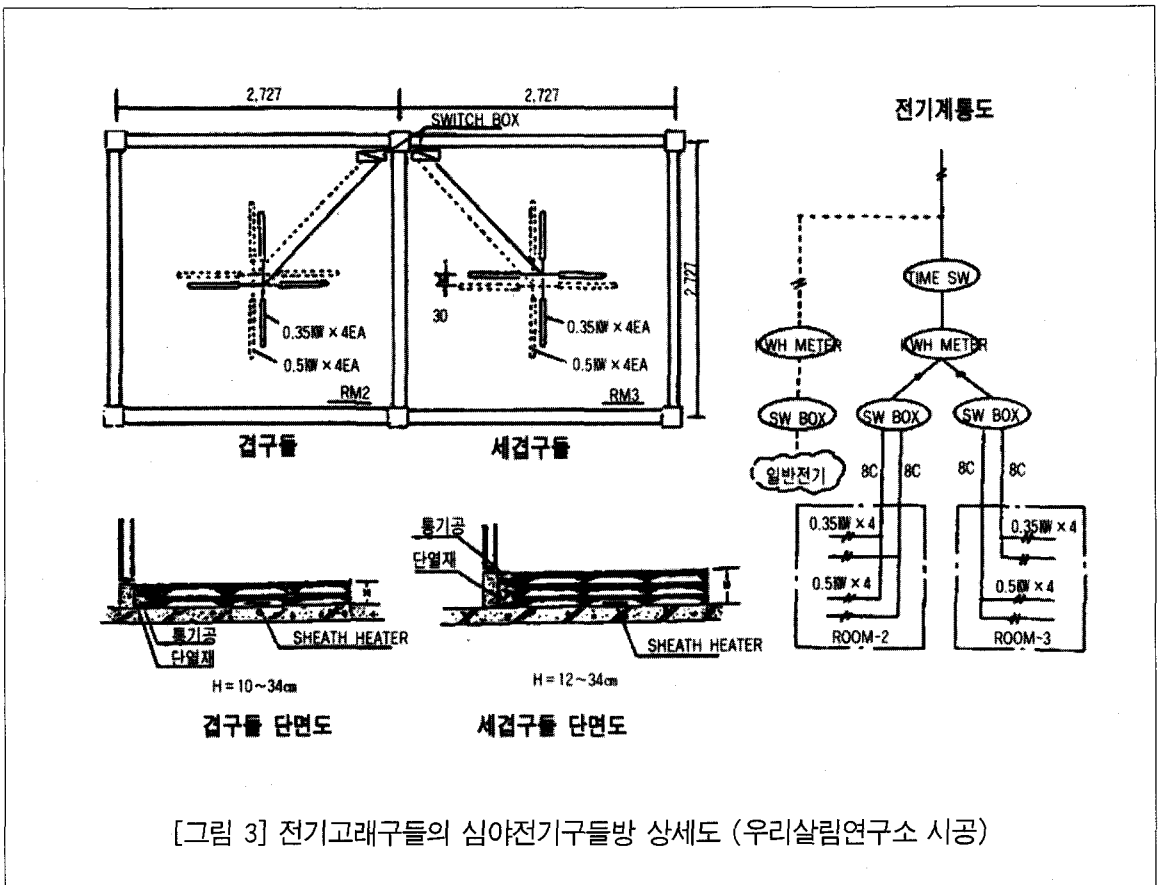 2,727
2,727
SWITCH BOX
2,727
30
0.35㎾ × 4EA
0.5㎾ × 4EA
RM2
0.35㎾ × 4EA
0.5㎾ × 4EA
RM3
겹구들
세겹구들
전기계통도
TIME SW
KWH METER
KWH METER
SW BOX
SW BOX
SW BOX
일반전기
8C
8C
8C
8C
0.35㎾ × 4
0.5㎾ × 4
ROOM-2
0.35㎾ × 4
0.5㎾ × 4
ROOM-3
통기공
단열재
SHEATH HEATER
H = 10~34㎝
겹구들 단면도
통기공
단열재
SHEATH HEATER
H = 12~34㎝
세겹구들 단면도
[그림 3] 전기고래구들의 심야전기구들방 상세도 (우리살림연구소 시공)